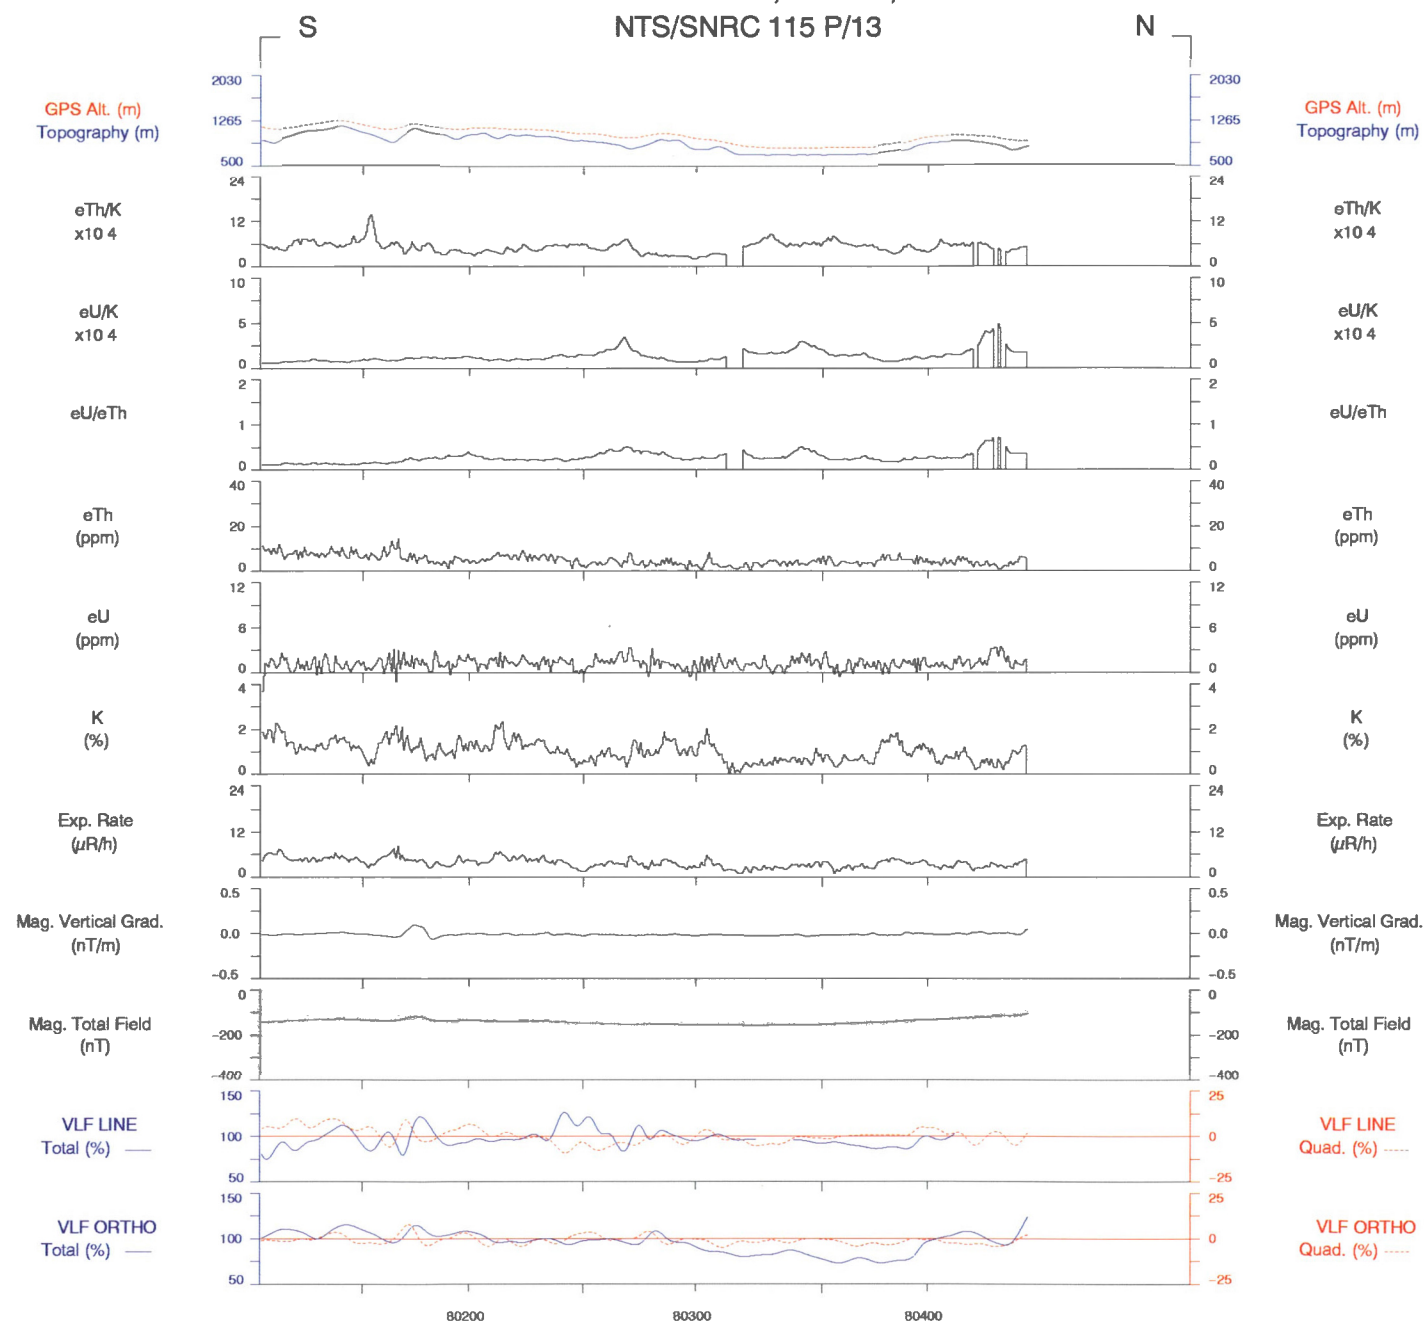 S NTS/SNRC 115 P/13 N
2030 2030
GPS Alt. (m) 1265 1265 GPS Alt. (m)
Topography (m) Topography (m)
500 500
24 24
eTh/K 12 12 eTh/K
x10 4 x10 4
0 0
10 10
eU/K 5 5 eU/K
x10 4 x10 4
0 0
2 2
eU/eTh 1 1 eU/eTh
0 0
40 40
eTh 20 20 eTh
(ppm) (ppm)
0 0
12 12
eU 6 6 eU
(ppm) (ppm)
0 0
4 4
K 2 2 K
(%) (%)
0 0
24 24
Exp. Rate 12 12 Exp. Rate
(µR/h) (µR/h)
0 0
0.5 0.5
Mag. Vertical Grad. 0.0 0.0 Mag. Vertical Grad.
(nT/m) (nT/m)
-0.5 -0.5
0 0
Mag. Total Field -200 -200 Mag. Total Field
(nT) (nT)
-400 -400
150 25
VLF LINE 100 0 VLF LINE
Total (%) Quad. (%)
50 -25
150 25
VLF ORTHO 100 0 VLF ORTHO
Total (%) Quad. (%)
50 -25
80200 80300 80400